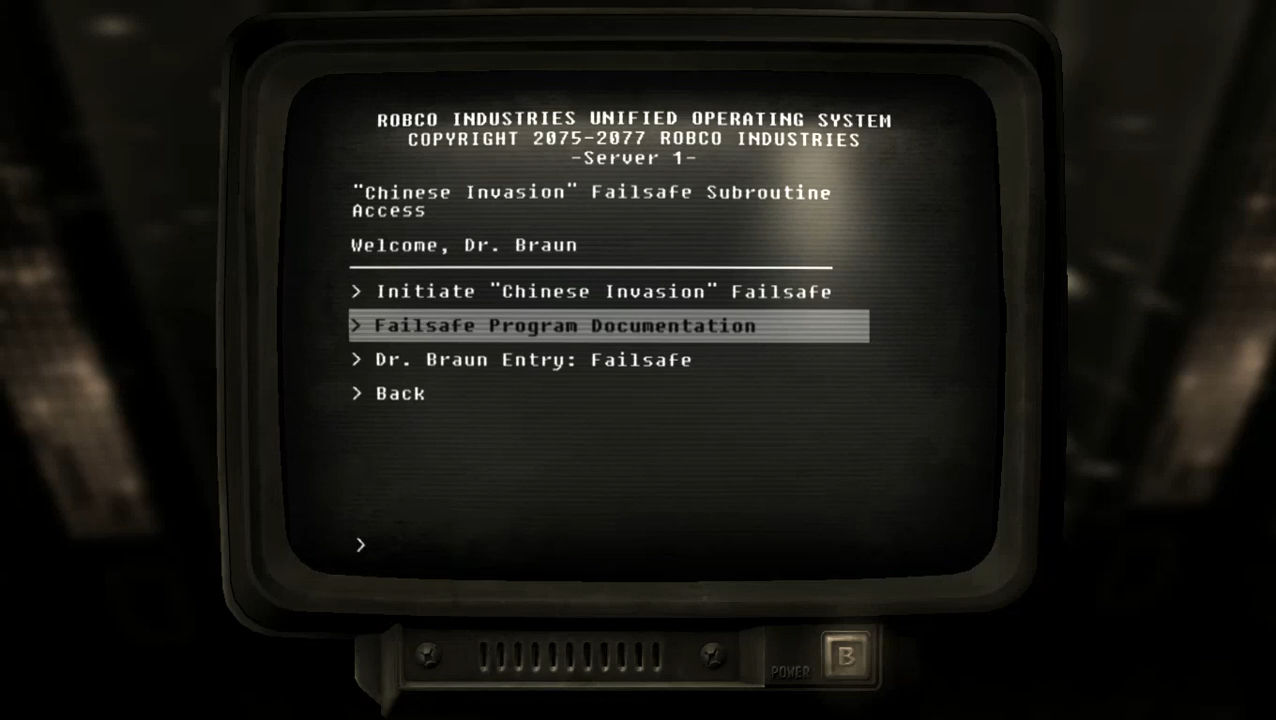 ROBCO INDUSTRIES UNIFIED OPERATING SYSTEM
COPYRIGHT 2075-2077 ROBCO INDUSTRIES
-Server 1-
"Chinese Invasion" Failsafe Subroutine
Access
Welcome, Dr. Braun
> Initiate "Chinese Invasion" Failsafe
> Failsafe Program Documentation
> Dr. Braun Entry: Failsafe
> Back
>
POWER B